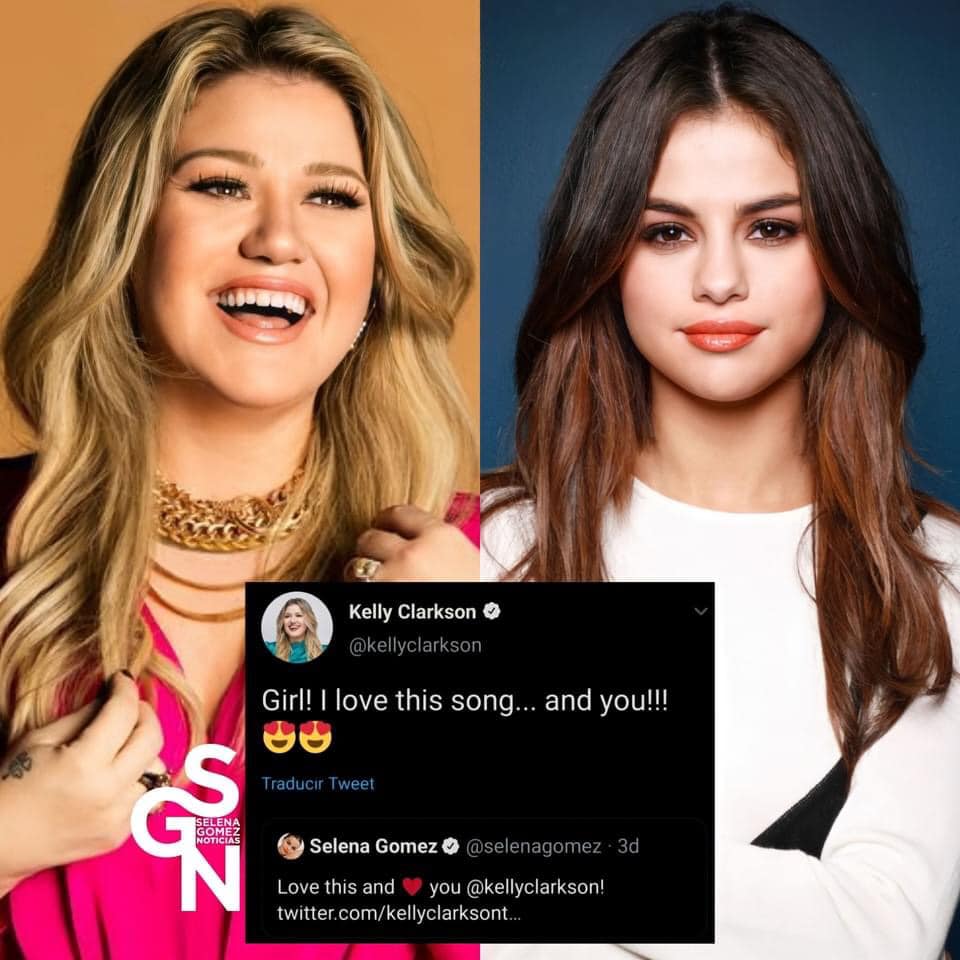 Kelly Clarkson
@kellyclarkson
Girl! I love this song... and you!!!
😍😍
Traducir Tweet
Selena Gomez @selenagomez · 3d
Love this and ❤️ you @kellyclarkson!
twitter.com/kellyclarksont...
SGN
SELENA
GOMEZ
NOTICIAS